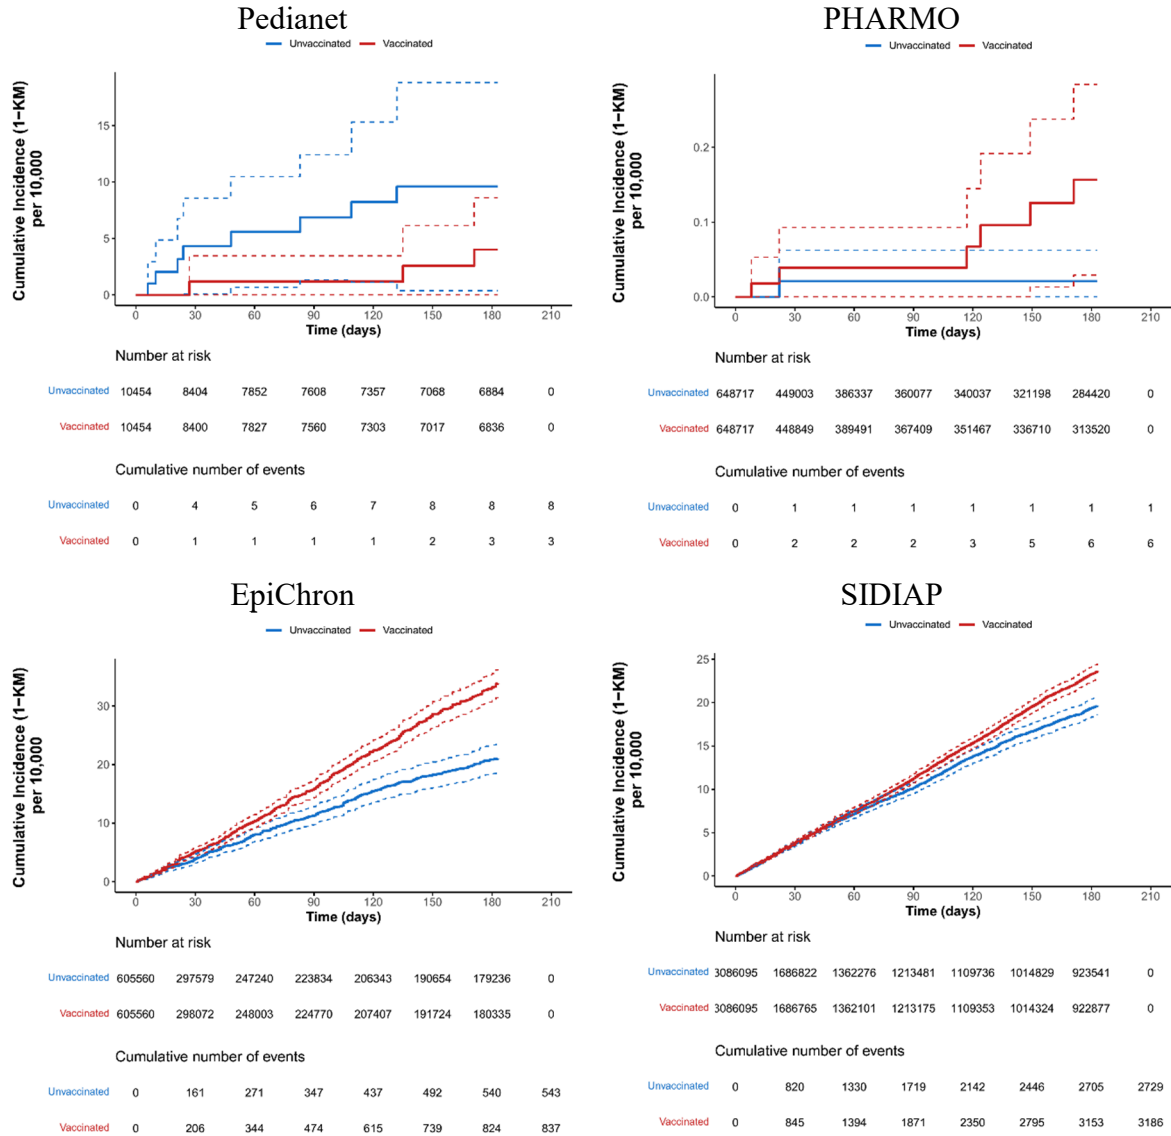 Pedianet
Unvaccinated Vaccinated
Cumulative Incidence (1−KM)
per 10,000
15
10
5
0
0 30 60 90 120 150 180 210
Time (days)
Number at risk
Unvaccinated 10454 8404 7852 7608 7357 7068 6884 0
Vaccinated 10454 8400 7827 7560 7303 7017 6836 0
Cumulative number of events
Unvaccinated 0 4 5 6 7 8 8 8
Vaccinated 0 1 1 1 1 2 3 3
PHARMO
Unvaccinated Vaccinated
Cumulative Incidence (1−KM)
per 10,000
0.2
0.1
0.0
0 30 60 90 120 150 180 210
Time (days)
Number at risk
Unvaccinated 648717 449003 386337 360077 340037 321198 284420 0
Vaccinated 648717 448849 389491 367409 351467 336710 313520 0
Cumulative number of events
Unvaccinated 0 1 1 1 1 1 1 1
Vaccinated 0 2 2 2 3 5 6 6
EpiChron
Unvaccinated Vaccinated
Cumulative Incidence (1−KM)
per 10,000
30
20
10
0
0 30 60 90 120 150 180 210
Time (days)
Number at risk
Unvaccinated 605560 297579 247240 223834 206343 190654 179236 0
Vaccinated 605560 298072 248003 224770 207407 191724 180335 0
Cumulative number of events
Unvaccinated 0 161 271 347 437 492 540 543
Vaccinated 0 206 344 474 615 739 824 837
SIDIAP
Unvaccinated Vaccinated
Cumulative Incidence (1−KM)
per 10,000
25
20
15
10
5
0
0 30 60 90 120 150 180 210
Time (days)
Number at risk
Unvaccinated 3086095 1686822 1362276 1213481 1109736 1014829 923541 0
Vaccinated 3086095 1686765 1362101 1213175 1109353 1014324 922877 0
Cumulative number of events
Unvaccinated 0 820 1330 1719 2142 2446 2705 2729
Vaccinated 0 845 1394 1871 2350 2795 3153 3186